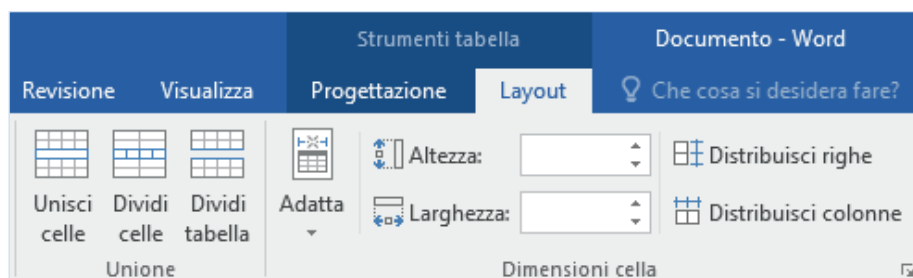 Strumenti tabella
Documento - Word
Revisione
Visualizza
Progettazione
Layout
Che cosa si desidera fare?
Unisci
celle
Dividi
celle
Dividi
tabella
Adatta
Altezza:
Larghezza:
Distribuisci righe
Distribuisci colonne
Unione
Dimensioni cella